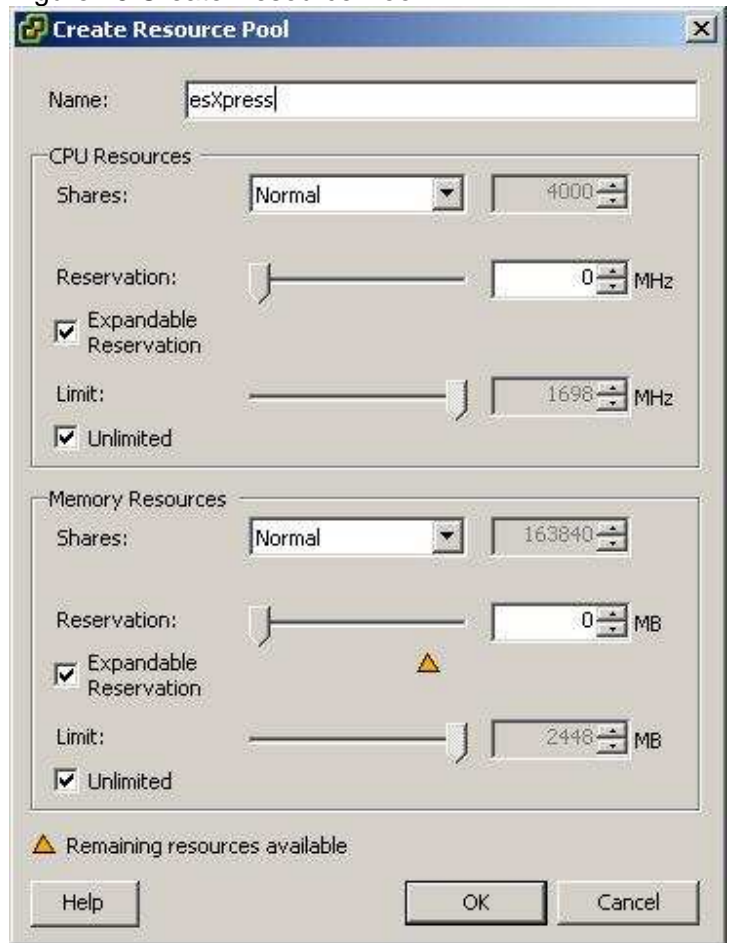 Create Resource Pool
Name: esXpress
CPU Resources
Shares: Normal 4000
Reservation: 0 MHz
Expandable
Reservation
Limit: 1698 MHz
Unlimited
Memory Resources
Shares: Normal 163840
Reservation: 0 MB
Expandable
Reservation
Limit: 2448 MB
Unlimited
Remaining resources available
Help OK Cancel